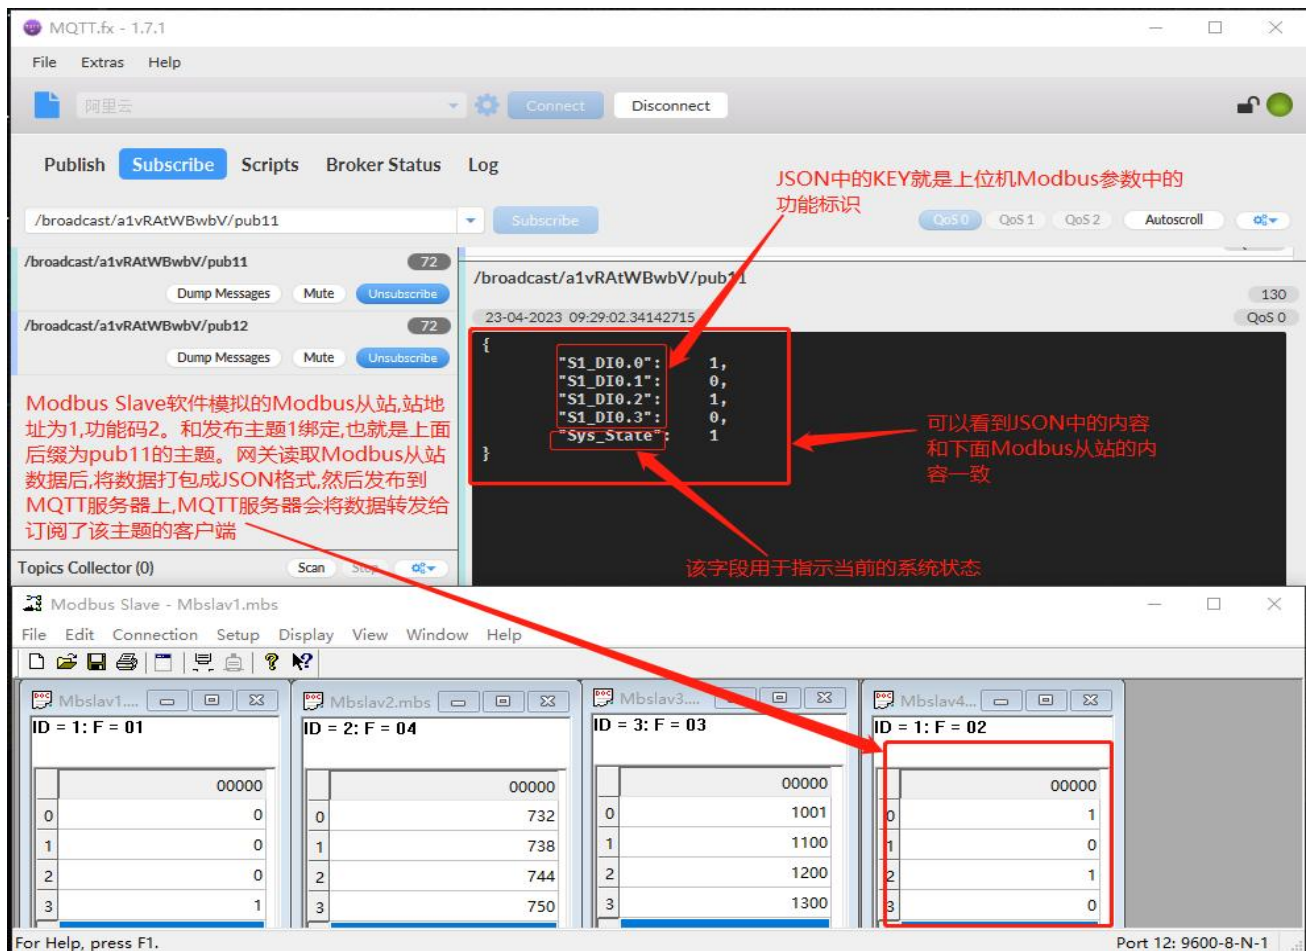 MQTT.fx - 1.7.1
File Extras Help
阿里云 Connect Disconnect
Publish Subscribe Scripts Broker Status Log
JSON中的KEY就是上位机Modbus参数中的
功能标识
/broadcast/a1vRAtWBwbV/pub11 Subscribe QoS 0 QoS 1 QoS 2 Autoscroll
/broadcast/a1vRAtWBwbV/pub11 72
Dump Messages Mute Unsubscribe
/broadcast/a1vRAtWBwbV/pub12 72
Dump Messages Mute Unsubscribe
/broadcast/a1vRAtWBwbV/pub11
130
23-04-2023 09:29:02.34142715 QoS 0
{
"S1_DI0.0": 1,
"S1_DI0.1": 0,
"S1_DI0.2": 1,
"S1_DI0.3": 0,
"Sys_State": 1
}
Modbus Slave软件模拟的Modbus从站,站地
址为1,功能码2。和发布主题1绑定,也就是上面
后缀为pub11的主题。网关读取Modbus从站
数据后,将数据打包成JSON格式,然后发布到
MQTT服务器上,MQTT服务器会将数据转发给
订阅了该主题的客户端
可以看到JSON中的内容
和下面Modbus从站的内
容一致
该字段用于指示当前的系统状态
Topics Collector (0) Scan Stop
Modbus Slave - Mbslav1.mbs
File Edit Connection Setup Display View Window Help
Mbslav1....
ID = 1: F = 01
00000
0 0
1 0
2 0
3 1
Mbslav2.mbs
ID = 2: F = 04
00000
0 732
1 738
2 744
3 750
Mbslav3....
ID = 3: F = 03
00000
0 1001
1 1100
2 1200
3 1300
Mbslav4...
ID = 1: F = 02
00000
0 1
1 0
2 1
3 0
For Help, press F1. Port 12: 9600-8-N-1